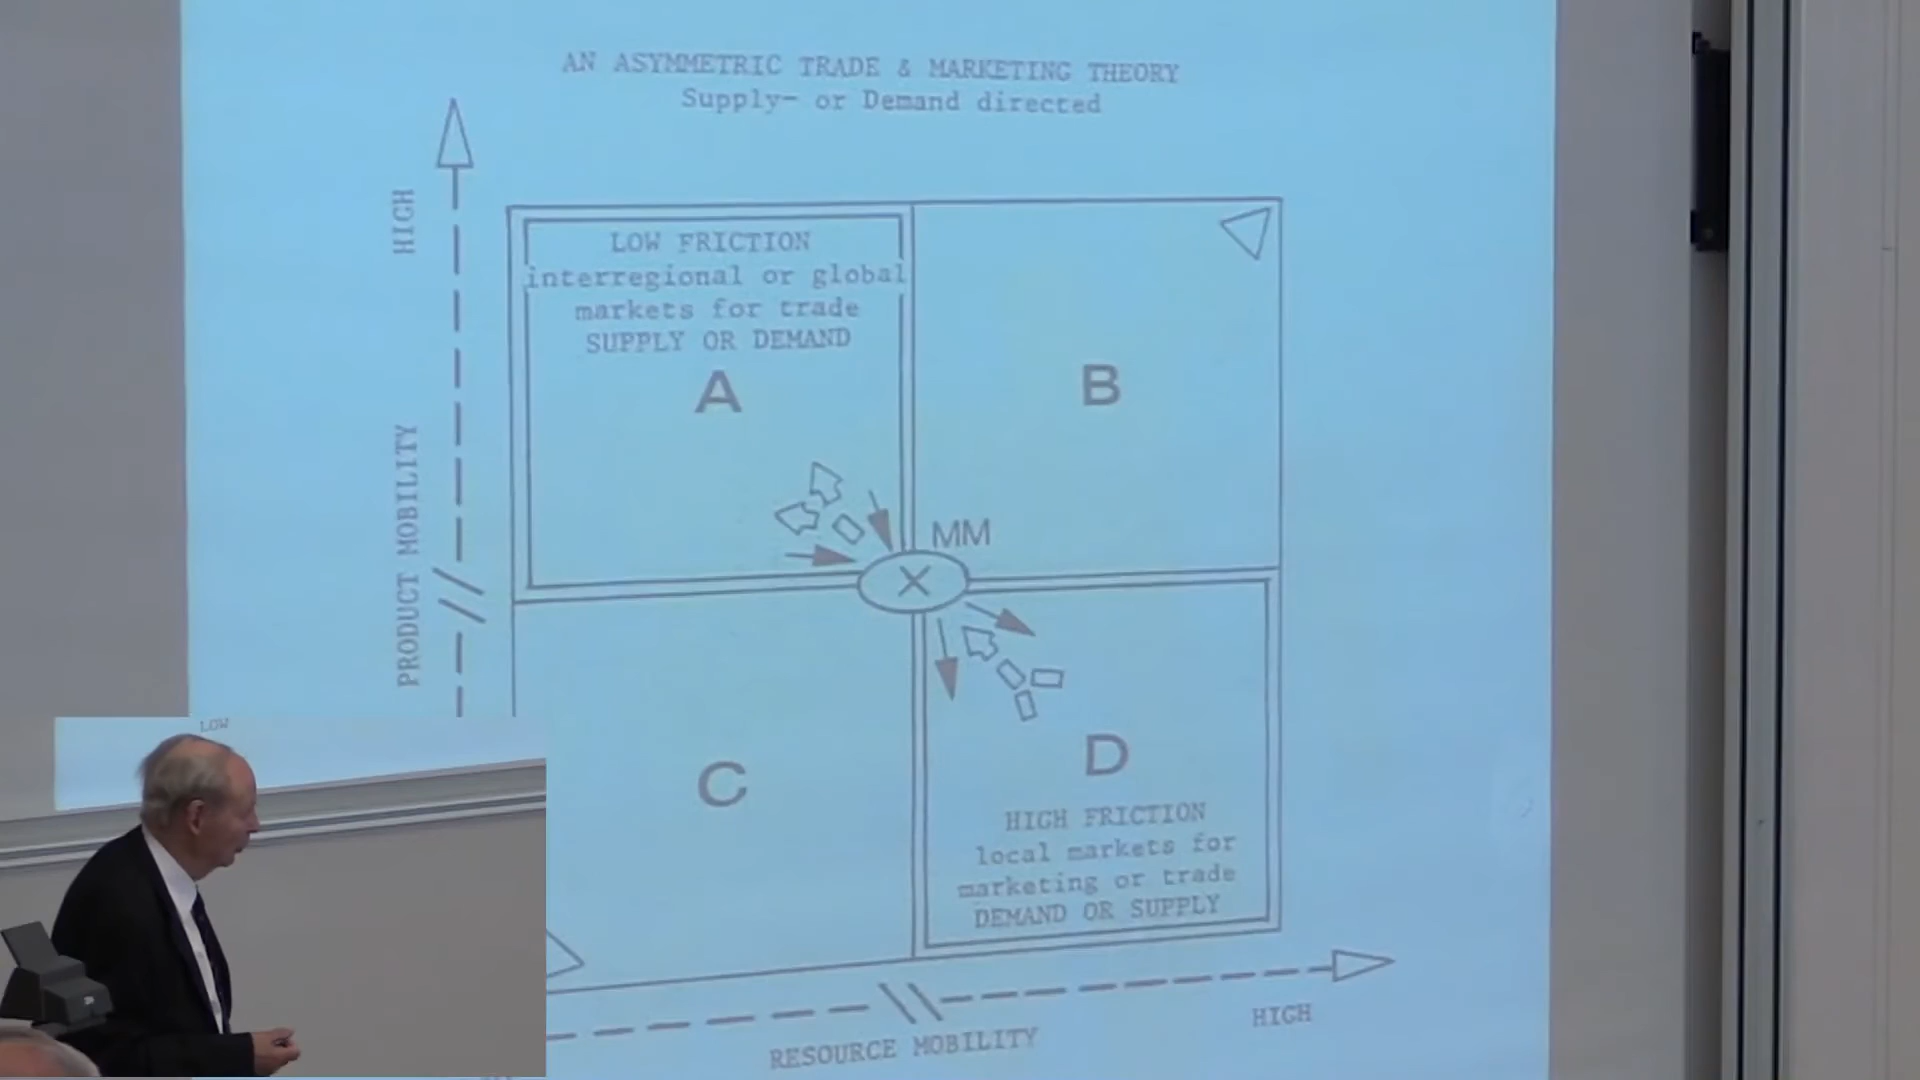 AN ASYMMETRIC TRADE & MARKETING THEORY
Supply- or Demand directed
HIGH
PRODUCT MOBILITY
LOW
LOW FRICTION
interregional or global
markets for trade
SUPPLY OR DEMAND
A
B
MM
X
C
D
HIGH FRICTION
local markets for
marketing or trade
DEMAND OR SUPPLY
RESOURCE MOBILITY
HIGH